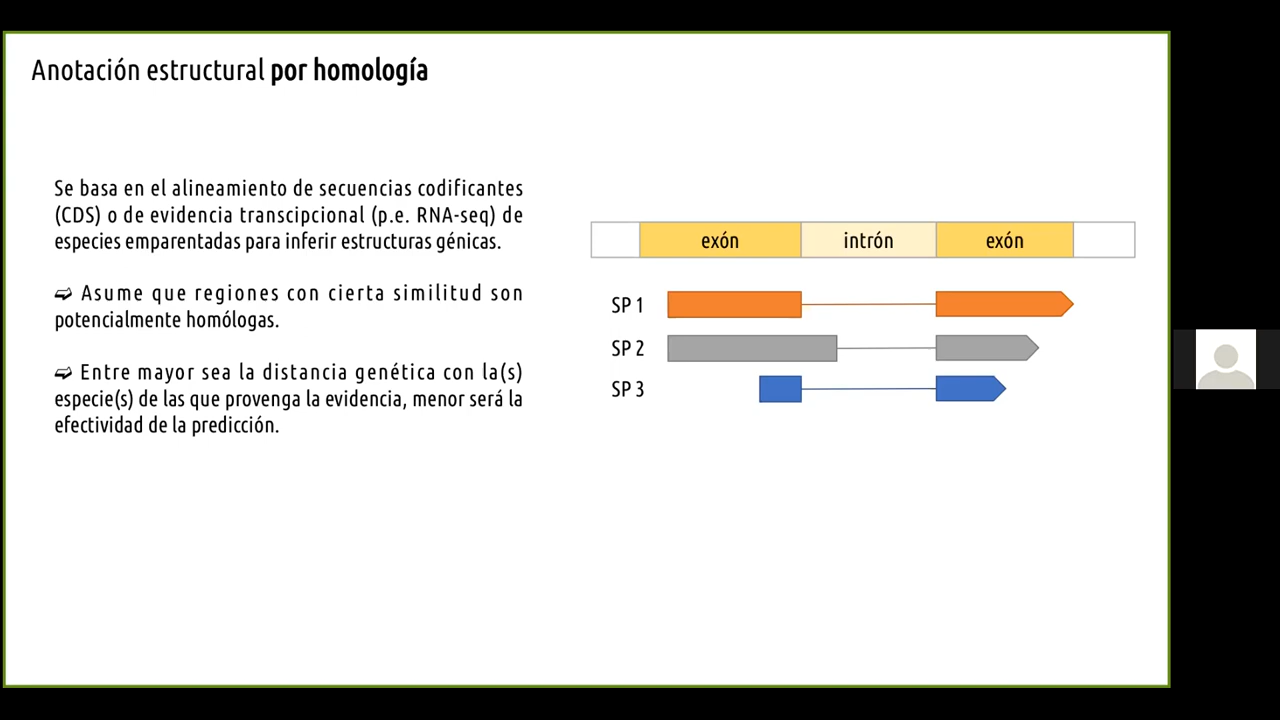 Anotación estructural por homología
Se basa en el alineamiento de secuencias codificantes
(CDS) o de evidencia transcipcional (p.e. RNA-seq) de
especies emparentadas para inferir estructuras génicas.
➫ Asume que regiones con cierta similitud son
potencialmente homólogas.
➫ Entre mayor sea la distancia genética con la(s)
especie(s) de las que provenga la evidencia, menor será la
efectividad de la predicción.
exón intrón exón
SP 1
SP 2
SP 3